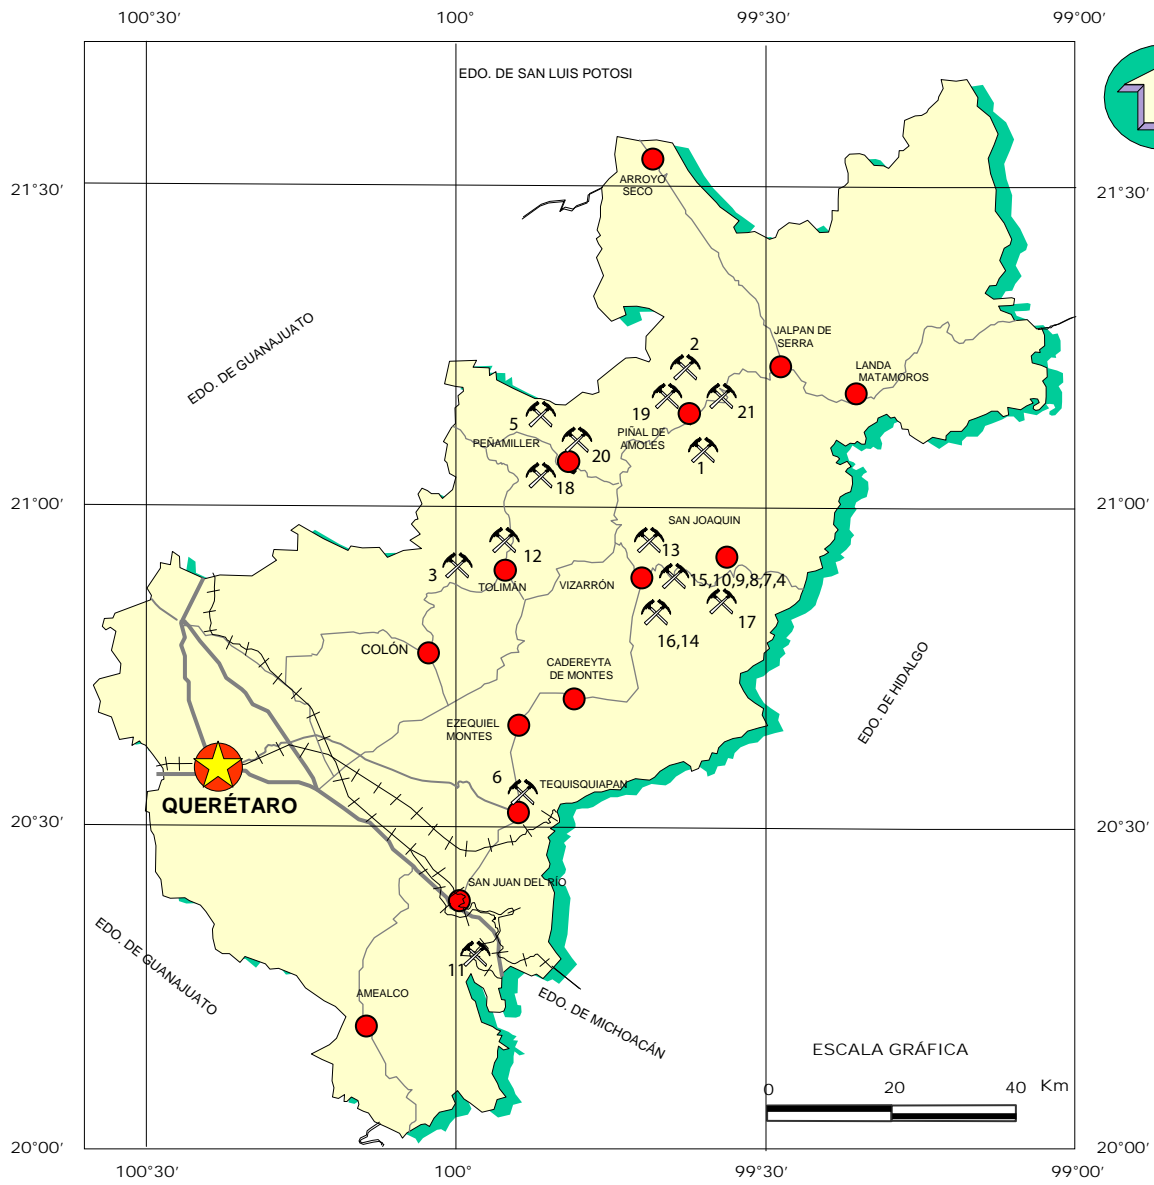 100°30'
100°
99°30'
99°00'
EDO. DE SAN LUIS POTOSI
21°30'
ARROYO
SECO
21°30'
EDO. DE GUANAJUATO
JALPAN DE
SERRA
2
LANDA
MATAMOROS
19
21
5
PIÑAL DE
AMOLES
PEÑAMILLER
20
1
18
21°00'
21°00'
SAN JOAQUIN
13
12
3
TOLIMÁN
VIZARRÓN
15,10,9,8,7,4
17
16,14
COLÓN
EDO. DE HIDALGO
CADEREYTA
DE MONTES
EZEQUIEL
MONTES
6
TEQUISQUIAPAN
QUERÉTARO
20°30'
20°30'
SAN JUAN DEL RÍO
EDO. DE GUANAJUATO
11
AMEALCO
EDO. DE MICHOACÁN
ESCALA GRÁFICA
0 20 40 Km
20°00'
20°00'
100°30'
100°
99°30'
99°00'